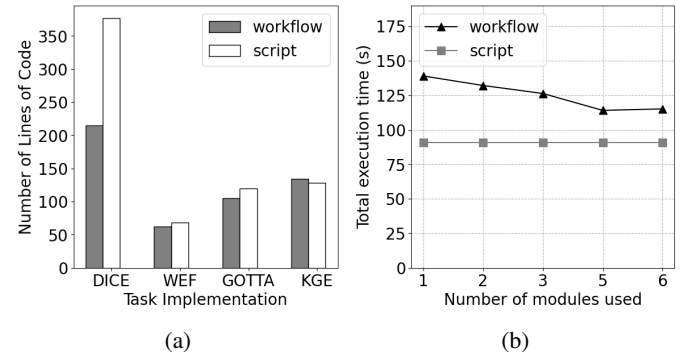 Number of Lines of Code
350
300
250
200
150
100
50
0
workflow
script
DICE WEF GOTTA KGE
Task Implementation
(a)
Total execution time (s)
175
150
125
100
75
50
25
0
workflow
script
1 2 3 5 6
Number of modules used
(b)